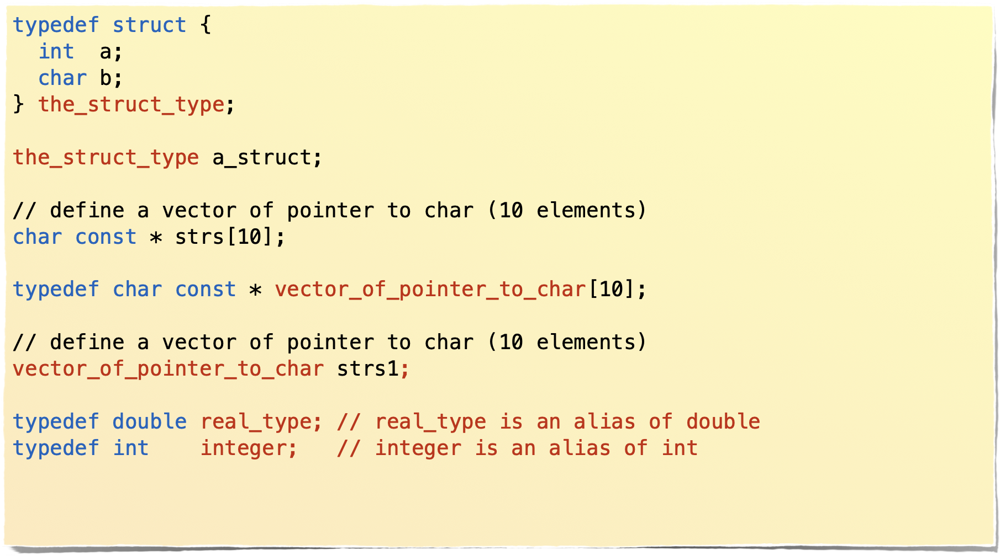 typedef struct {
  int  a;
  char b;
} the_struct_type;

the_struct_type a_struct;

// define a vector of pointer to char (10 elements)
char const * strs[10];

typedef char const * vector_of_pointer_to_char[10];

// define a vector of pointer to char (10 elements)
vector_of_pointer_to_char strs1;

typedef double real_type; // real_type is an alias of double
typedef int    integer;   // integer is an alias of int